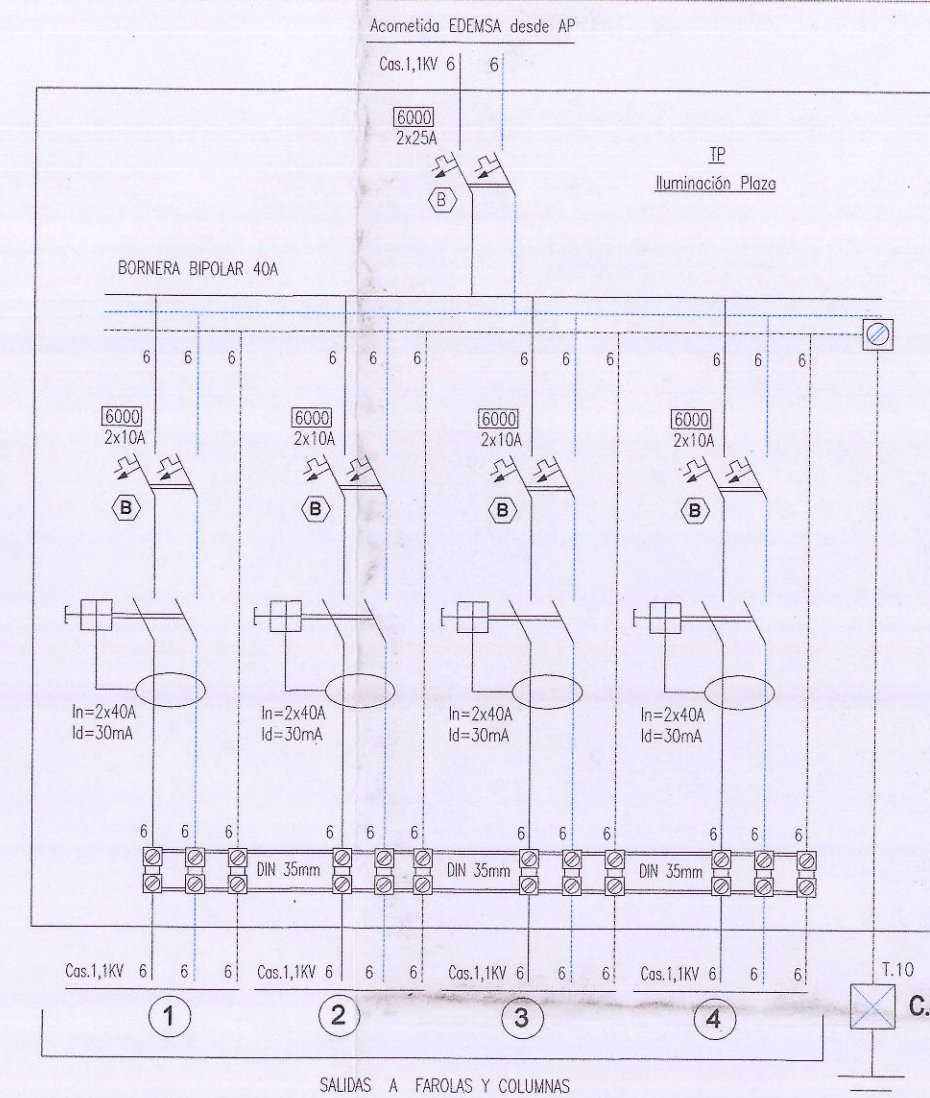 Acometida EDEMSA desde AP
Cas.1,1KV 6 6
6000
2x25A
B
TP
Iluminación Plaza
BORNERA BIPOLAR 40A
6 6 6 6 6 6 6 6 6 6 6 6
6000 6000 6000 6000
2x10A 2x10A 2x10A 2x10A
B B B B
In=2x40A In=2x40A In=2x40A In=2x40A
Id=30mA Id=30mA Id=30mA Id=30mA
6 6 6 6 6 6 6 6 6 6 6 6
DIN 35mm DIN 35mm DIN 35mm
Cas.1,1KV 6 6 6 Cas.1,1KV 6 6 6 Cas.1,1KV 6 6 6 Cas.1,1KV 6 6 6
T.10
1 2 3 4
C.
SALIDAS A FAROLAS Y COLUMNAS